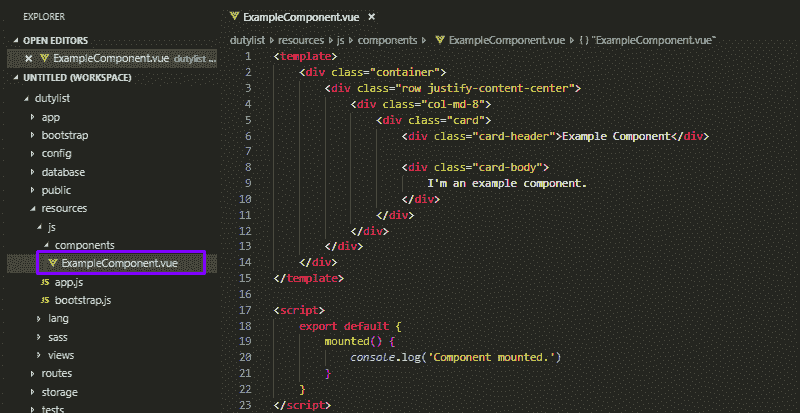 EXPLORER
OPEN EDITORS
ExampleComponent.vue dutylist ...
UNTITLED (WORKSPACE)
dutylist
app
bootstrap
config
database
public
resources
js
components
ExampleComponent.vue
app.js
bootstrap.js
lang
sass
views
routes
storage
tests
ExampleComponent.vue
dutylist > resources > js > components > ExampleComponent.vue > { } "ExampleComponent.vue"
1 <template>
2 <div class="container">
3 <div class="row justify-content-center">
4 <div class="col-md-8">
5 <div class="card">
6 <div class="card-header">Example Component</div>
7
8 <div class="card-body">
9 I'm an example component.
10 </div>
11 </div>
12 </div>
13 </div>
14 </div>
15 </template>
16
17 <script>
18 export default {
19 mounted() {
20 console.log('Component mounted.')
21 }
22 }
23 </script>